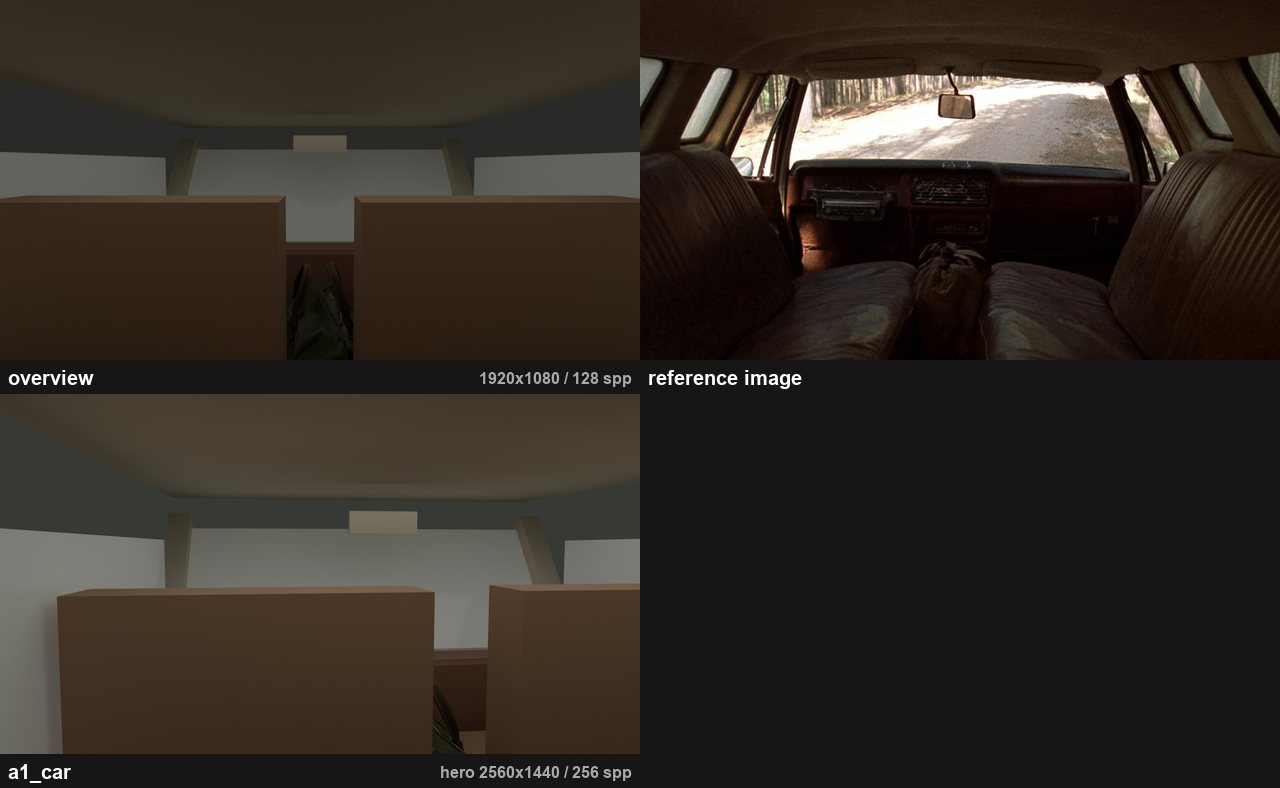 overview
1920x1080 / 128 spp
reference image
a1_car
hero 2560x1440 / 256 spp